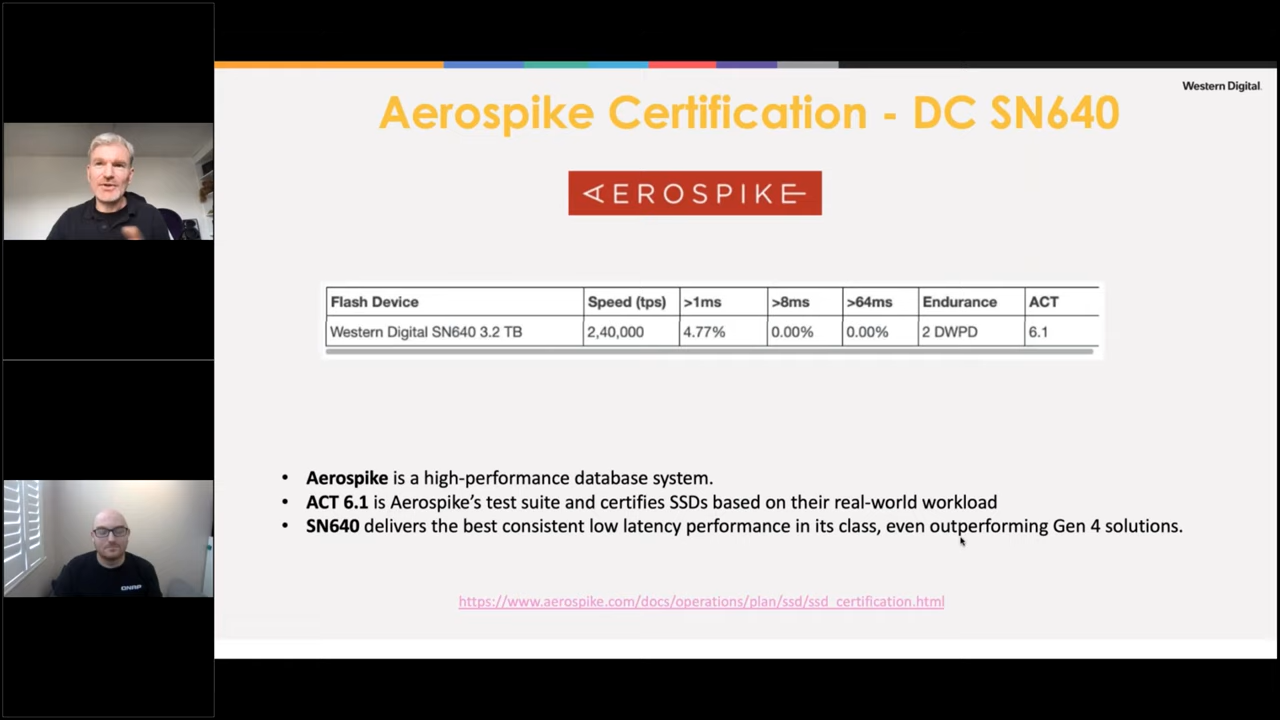 Western Digital.
Aerospike Certification - DC SN640
AEROSPIKE
Flash Device Speed (tps) >1ms >8ms >64ms Endurance ACT
Western Digital SN640 3.2 TB 2,40,000 4.77% 0.00% 0.00% 2 DWPD 6.1
• Aerospike is a high-performance database system.
• ACT 6.1 is Aerospike’s test suite and certifies SSDs based on their real-world workload
• SN640 delivers the best consistent low latency performance in its class, even outperforming Gen 4 solutions.
https://www.aerospike.com/docs/operations/plan/ssd/ssd_certification.html
QNAP